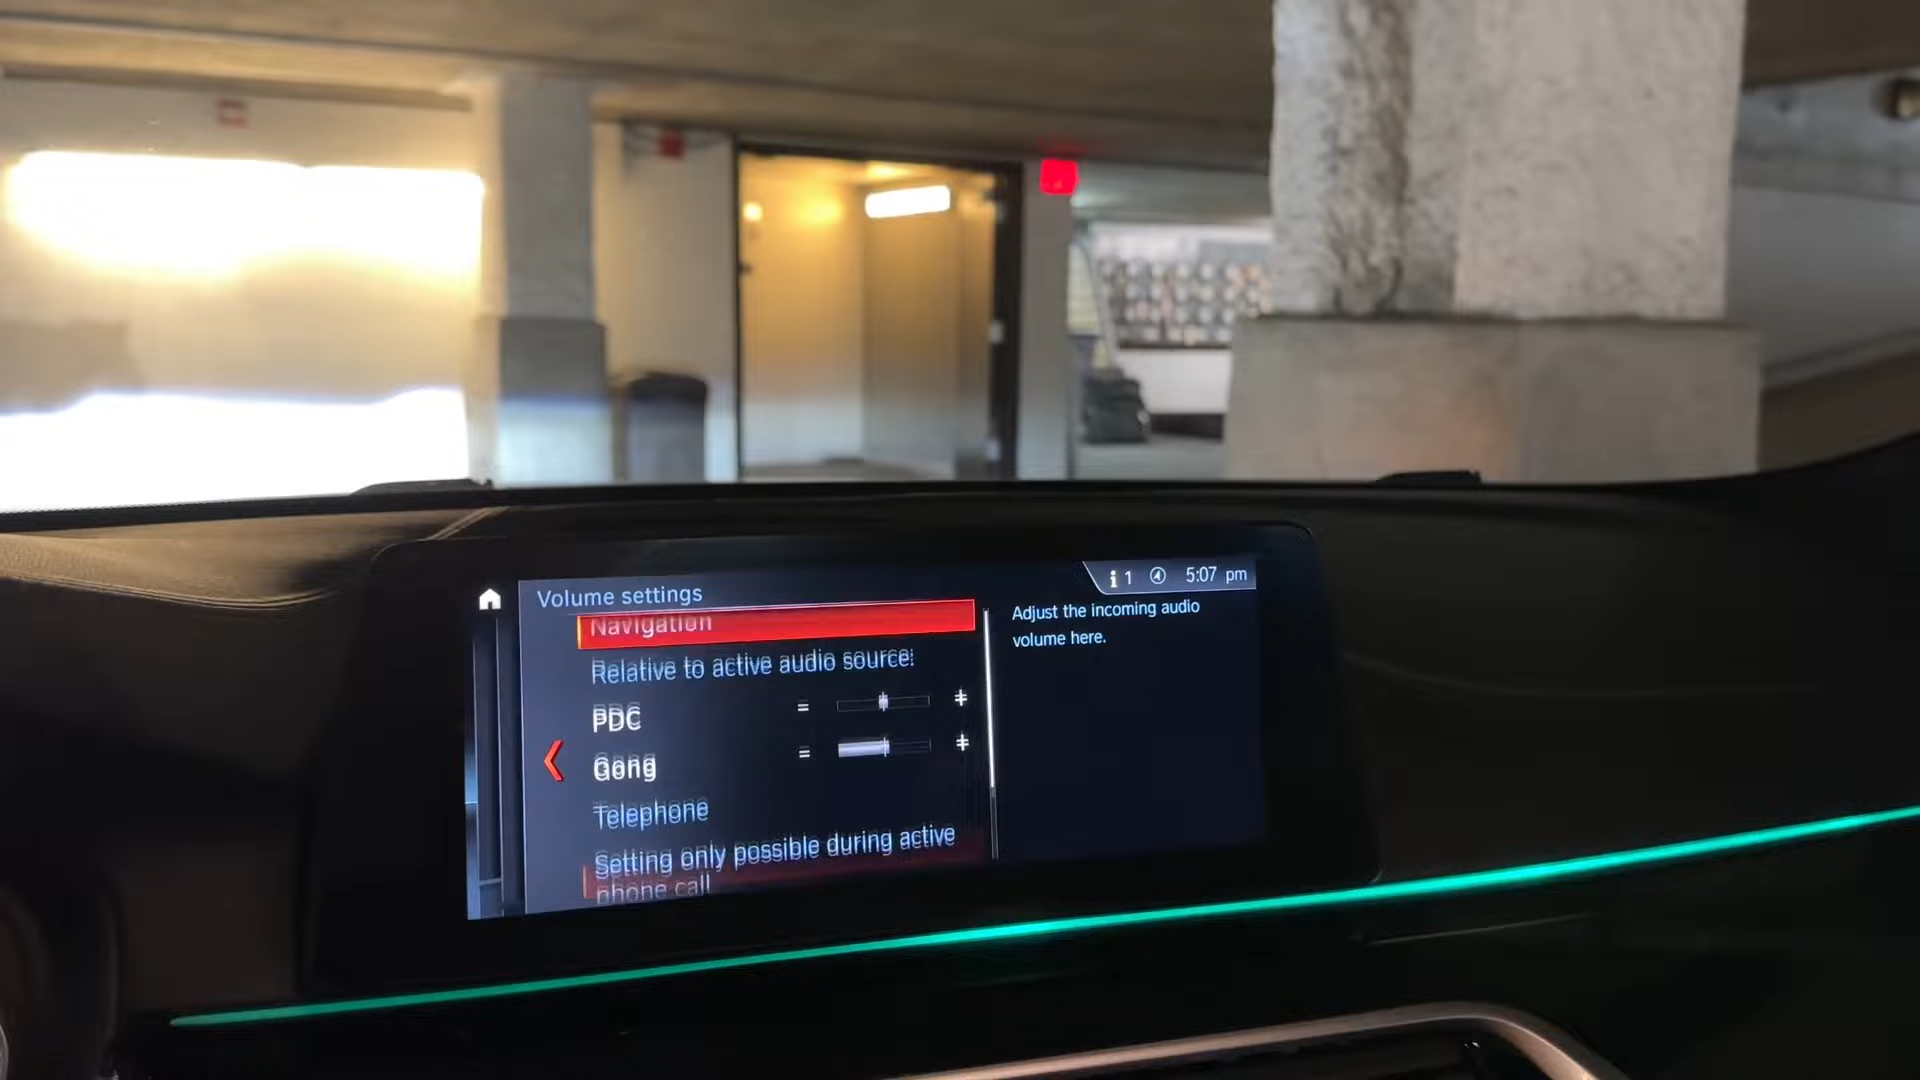 Volume settings
i 1 5:07 pm
Navigation
Relative to active audio source:
PDC
Gong
Telephone
Setting only possible during active
phone call
Adjust the incoming audio
volume here.